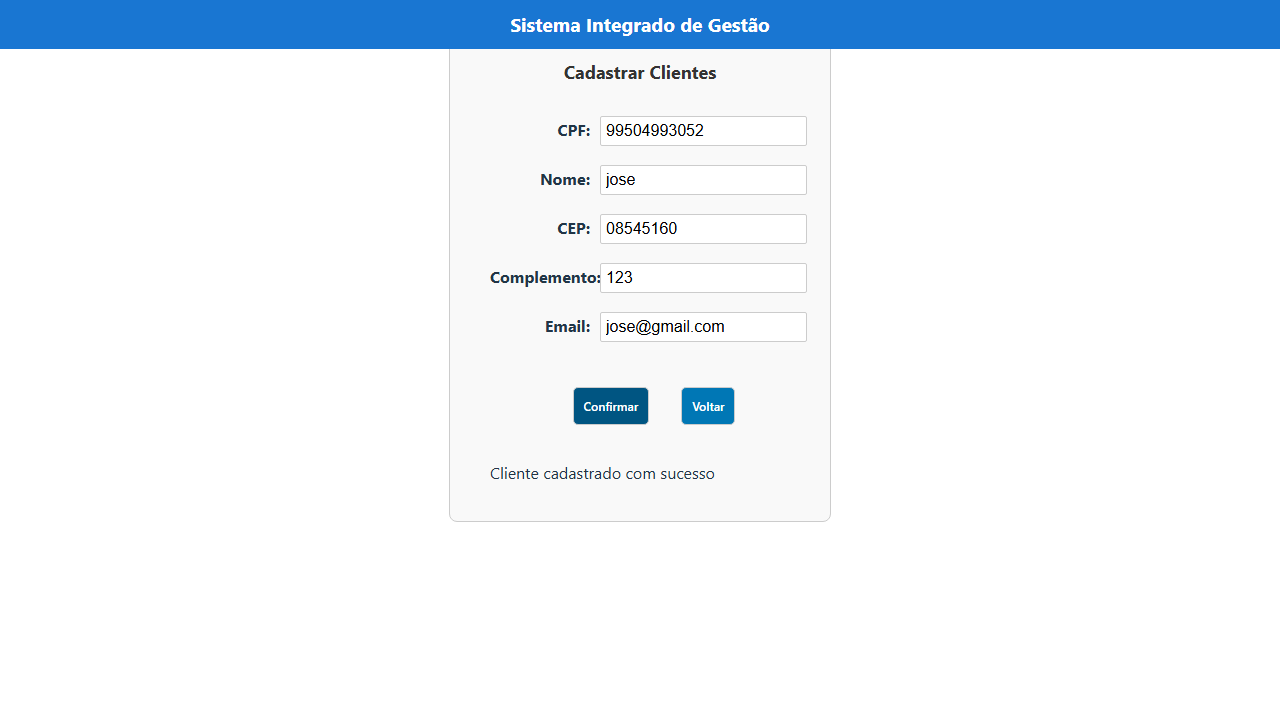 Sistema Integrado de Gestão
Cadastrar Clientes
CPF: 99504993052
Nome: jose
CEP: 08545160
Complemento: 123
Email: jose@gmail.com
Confirmar Voltar
Cliente cadastrado com sucesso